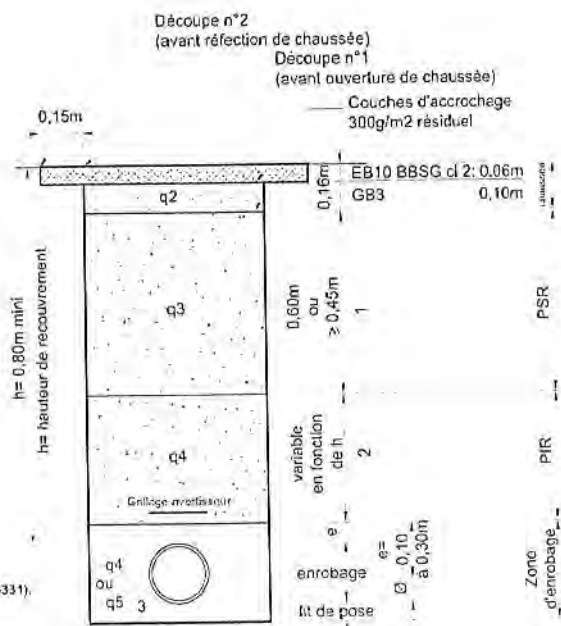 Découpe n°2
(avant réfection de chaussée)
Découpe n°1
(avant ouverture de chaussée)
Couches d'accrochage
300g/m2 résiduel
0,15m
EB10 BBSG cl 2: 0.06m
GB3 0,10m
0,16m
q2
h= 0,80m mini
h= hauteur de recouvrement
q3
0,60m
ou
≥ 0,45m
1
PSR
q4
variable
en fonction
de h
2
PIR
Grillage avertisseur
e
q4
ou
q5 3
enrobage
lit de pose
e=
Ø 0,10
à 0,30m
Zone
d'enrobage
331).